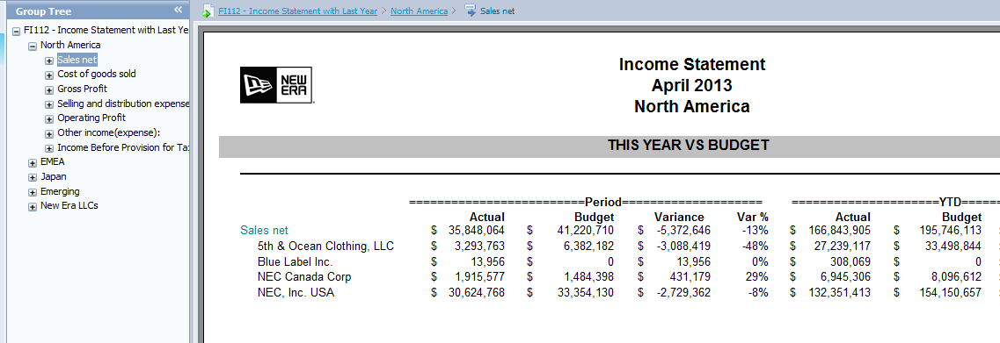 Group Tree «
FI112 - Income Statement with Last Year > North America > Sales net
FI112 - Income Statement with Last Ye
North America
Sales net
Cost of goods sold
Gross Profit
Selling and distribution expense
Operating Profit
Other income(expense):
Income Before Provision for Ta
EMEA
Japan
Emerging
New Era LLCs
NEW
ERA
Income Statement
April 2013
North America
THIS YEAR VS BUDGET
=========================Period==================== =====================YTD======
Actual Budget Variance Var % Actual Budget
Sales net $ 35,848,064 $ 41,220,710 $ -5,372,646 -13% $ 166,843,905 $ 195,746,113
5th & Ocean Clothing, LLC $ 3,293,763 $ 6,382,182 $ -3,088,419 -48% $ 27,239,117 $ 33,498,844
Blue Label Inc. $ 13,956 $ 0 $ 13,956 0% $ 308,069 $ 0
NEC Canada Corp $ 1,915,577 $ 1,484,398 $ 431,179 29% $ 6,945,306 $ 8,096,612
NEC, Inc. USA $ 30,624,768 $ 33,354,130 $ -2,729,362 -8% $ 132,351,413 $ 154,150,657